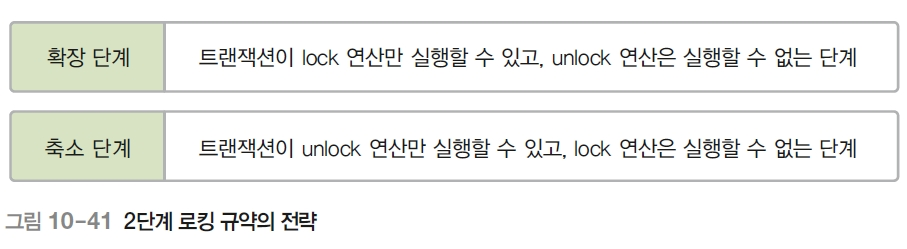 확장 단계 트랜잭션이 lock 연산만 실행할 수 있고, unlock 연산은 실행할 수 없는 단계
축소 단계 트랜잭션이 unlock 연산만 실행할 수 있고, lock 연산은 실행할 수 없는 단계
그림 10-41 2단계 로킹 규약의 전략